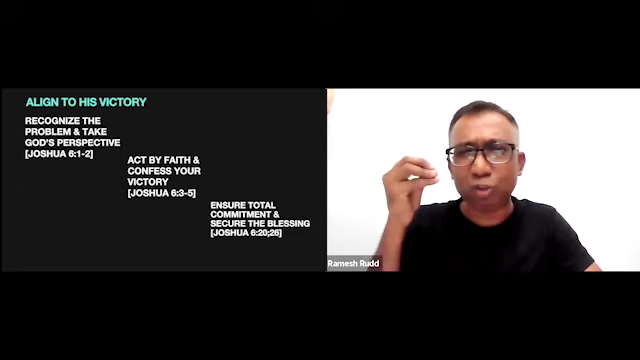 ALIGN TO HIS VICTORY
RECOGNIZE THE
PROBLEM & TAKE
GOD'S PERSPECTIVE
[JOSHUA 6:1-2]
ACT BY FAITH &
CONFESS YOUR
VICTORY
[JOSHUA 6:3-5]
ENSURE TOTAL
COMMITMENT &
SECURE THE BLESSING
[JOSHUA 6:20;26]
Ramesh Rudd